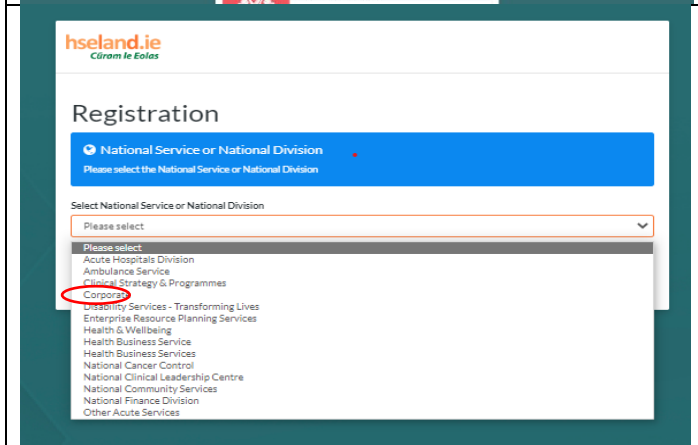 hseland.ie
Cúram le Eolas
Registration
National Service or National Division
Please select the National Service or National Division
Select National Service or National Division
Please select
Please select
Acute Hospitals Division
Ambulance Service
Clinical Strategy & Programmes
Corporate
Disability Services - Transforming Lives
Enterprise Resource Planning Services
Health & Wellbeing
Health Business Service
Health Business Services
National Cancer Control
National Clinical Leadership Centre
National Community Services
National Finance Division
Other Acute Services